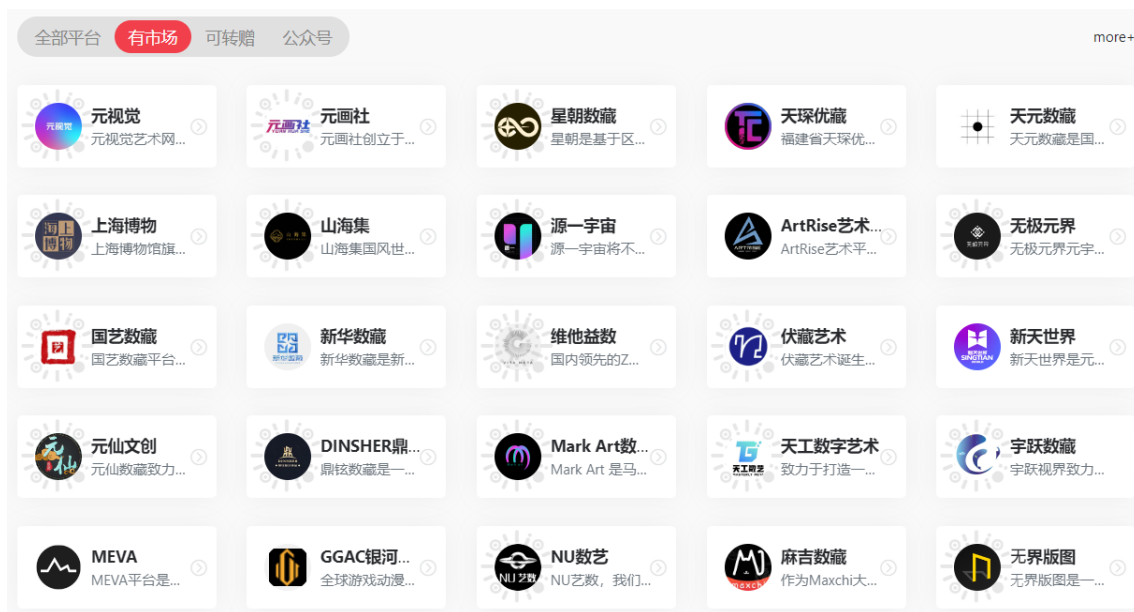 全部平台 有市场 可转赠 公众号 more+
元视觉 元画社 星朝数藏 天琛优藏 天元数藏
元视觉艺术网... 元画社创立于... 星朝是基于区... 福建省天琛优... 天元数藏是国...
上海博物 山海集 源一宇宙 ArtRise艺术... 无极元界
上海博物馆旗... 山海集国风世... 源一宇宙将不... ArtRise艺术平... 无极元界元宇...
国艺数藏 新华数藏 维他益数 伏藏艺术 新天世界
国艺数藏平台... 新华数藏是新... 国内领先的Z... 伏藏艺术诞生... 新天世界是元...
元仙文创 DINSHER鼎... Mark Art数... 天工数字艺术 宇跃数藏
元仙数藏致力... 鼎铉数藏是一... Mark Art 是马... 致力于打造一... 宇跃视界致力...
MEVA GGAC银河... NU数艺 麻吉数藏 无界版图
MEVA平台是... 全球游戏动漫... NU艺数，我们... 作为Maxchi大... 无界版图是一...